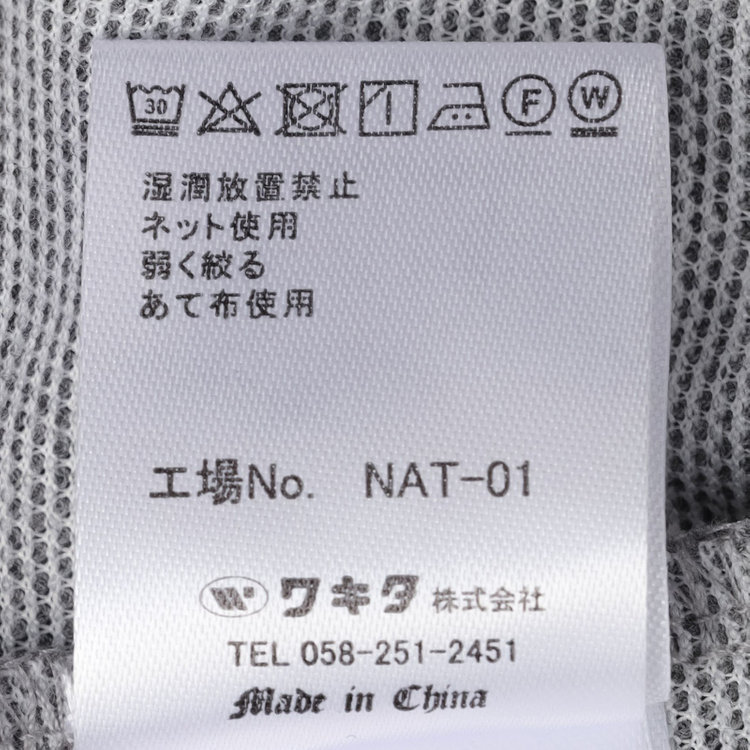 30 F W
湿潤放置禁止
ネット使用
弱く絞る
あて布使用
工場No. NAT-01
W ワキタ 株式会社
TEL 058-251-2451
Made in China